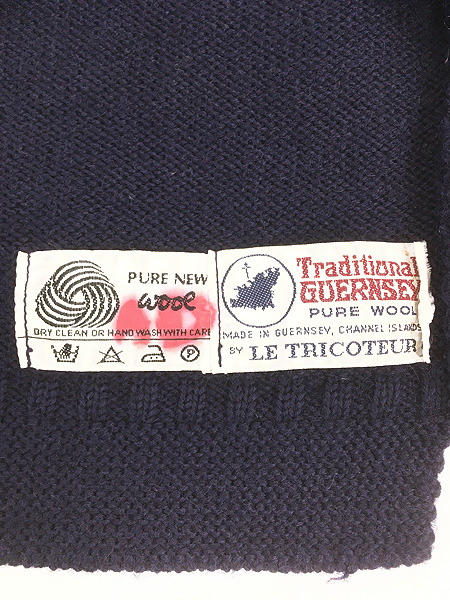 PURE NEW
wool
DRY CLEAN OR HAND WASH WITH CARE
P
Traditional
GUERNSEY
PURE WOOL
MADE IN GUERNSEY, CHANNEL ISLANDS
BY LE TRICOTEUR